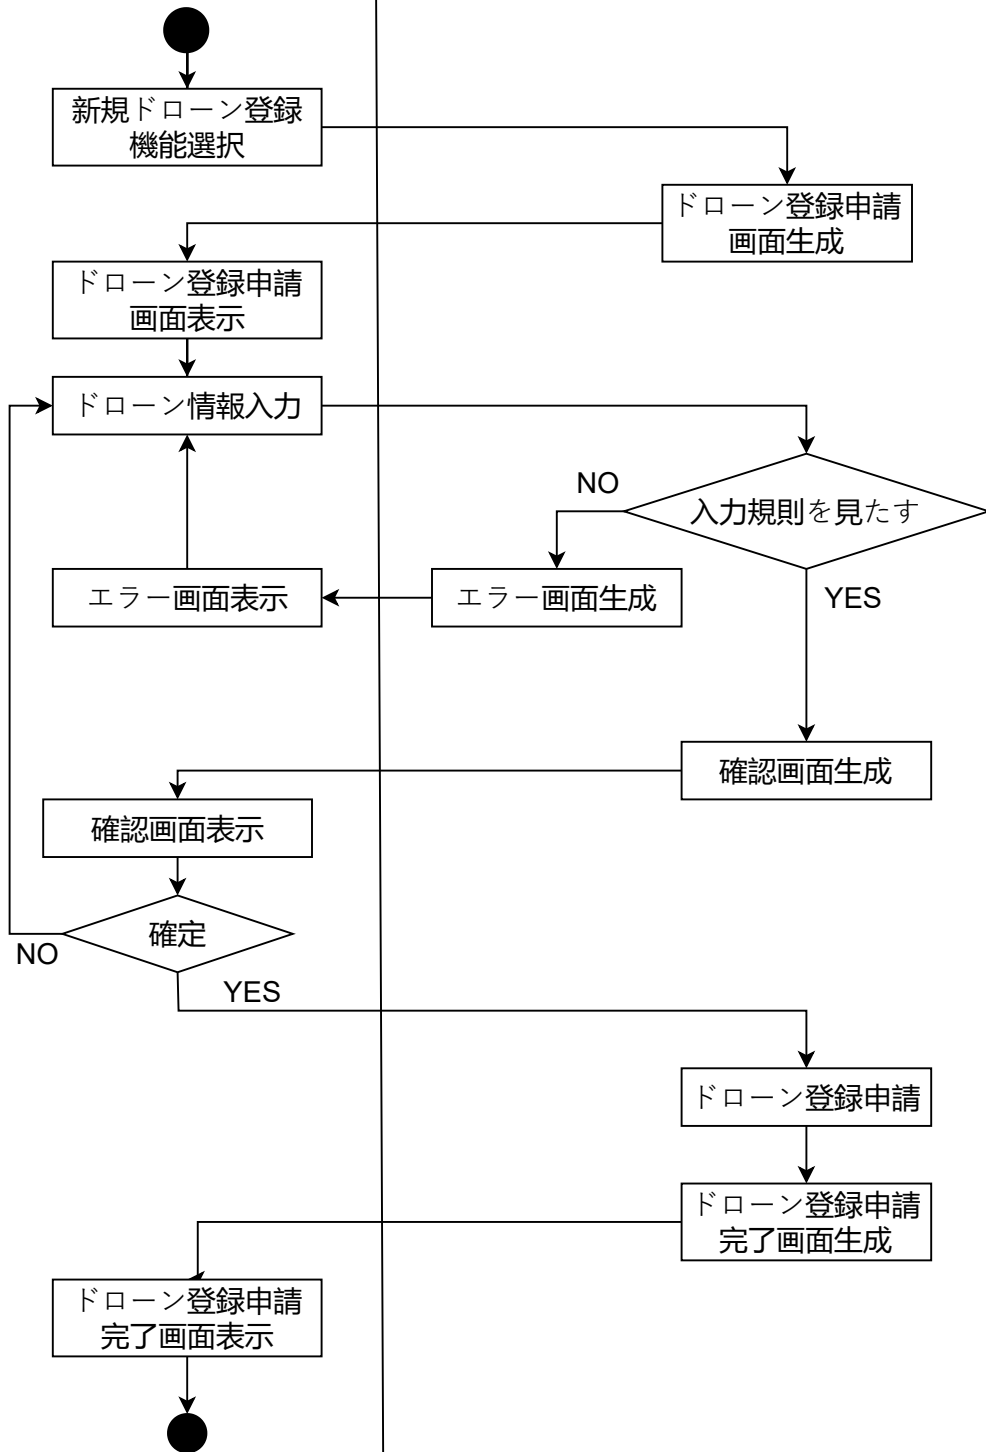 新規ドローン登録
機能選択
ドローン登録申請
画面生成
ドローン登録申請
画面表示
ドローン情報入力
NO
入力規則を見たす
エラー画面表示
エラー画面生成
YES
確認画面生成
確認画面表示
確定
NO
YES
ドローン登録申請
ドローン登録申請
完了画面生成
ドローン登録申請
完了画面表示